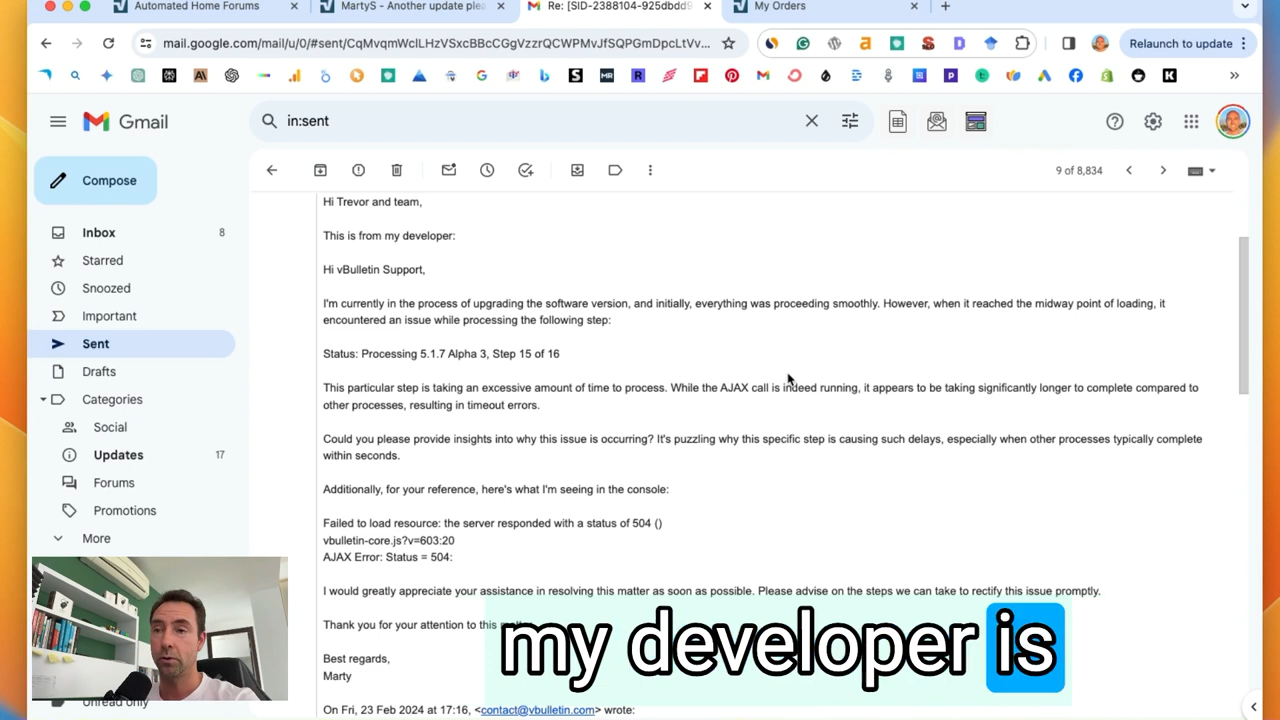 Automated Home Forums
MartyS - Another update plea
Re: [SID-2388104-925dbdd9
My Orders
mail.google.com/mail/u/0/#sent/CqMvqmWclLHzVSxcBBcCGgVzzrQCWPMvJfSQPGmDpcLtVv...
Relaunch to update
Gmail
in:sent
Compose
9 of 8,834
Inbox 8
Starred
Snoozed
Important
Sent
Drafts
Categories
Social
Updates 17
Forums
Promotions
More
Unread only
Hi Trevor and team,
This is from my developer:
Hi vBulletin Support,
I'm currently in the process of upgrading the software version, and initially, everything was proceeding smoothly. However, when it reached the midway point of loading, it
encountered an issue while processing the following step:
Status: Processing 5.1.7 Alpha 3, Step 15 of 16
This particular step is taking an excessive amount of time to process. While the AJAX call is indeed running, it appears to be taking significantly longer to complete compared to
other processes, resulting in timeout errors.
Could you please provide insights into why this issue is occurring? It's puzzling why this specific step is causing such delays, especially when other processes typically complete
within seconds.
Additionally, for your reference, here's what I'm seeing in the console:
Failed to load resource: the server responded with a status of 504 ()
vbulletin-core.js?v=603:20
AJAX Error: Status = 504:
I would greatly appreciate your assistance in resolving this matter as soon as possible. Please advise on the steps we can take to rectify this issue promptly.
Thank you for your attention to this
my developer is
Best regards,
Marty
On Fri, 23 Feb 2024 at 17:16, <contact@vbulletin.com> wrote: